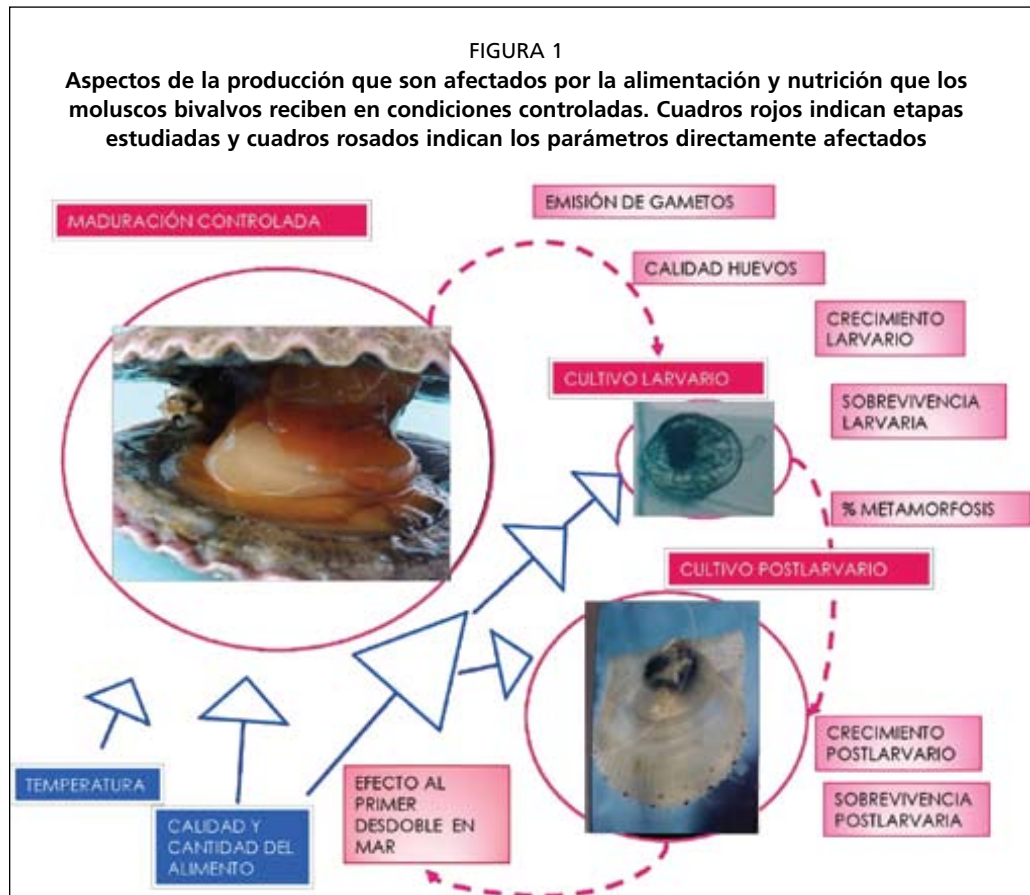 FIGURA 1
Aspectos de la producción que son afectados por la alimentación y nutrición que los
moluscos bivalvos reciben en condiciones controladas. Cuadros rojos indican etapas
estudiadas y cuadros rosados indican los parámetros directamente afectados
MADURACIÓN CONTROLADA
EMISIÓN DE GAMETOS
CALIDAD HUEVOS
CRECIMIENTO
LARVARIO
CULTIVO LARVARIO
SOBREVIVENCIA
LARVARIA
% METAMORFOSIS
CULTIVO POSTLARVARIO
CRECIMIENTO
POSTLARVARIO
SOBREVIVENCIA
POSTLARVARIA
TEMPERATURA
CALIDAD Y
CANTIDAD DEL
ALIMENTO
EFECTO AL
PRIMER
DESDOBLE EN
MAR